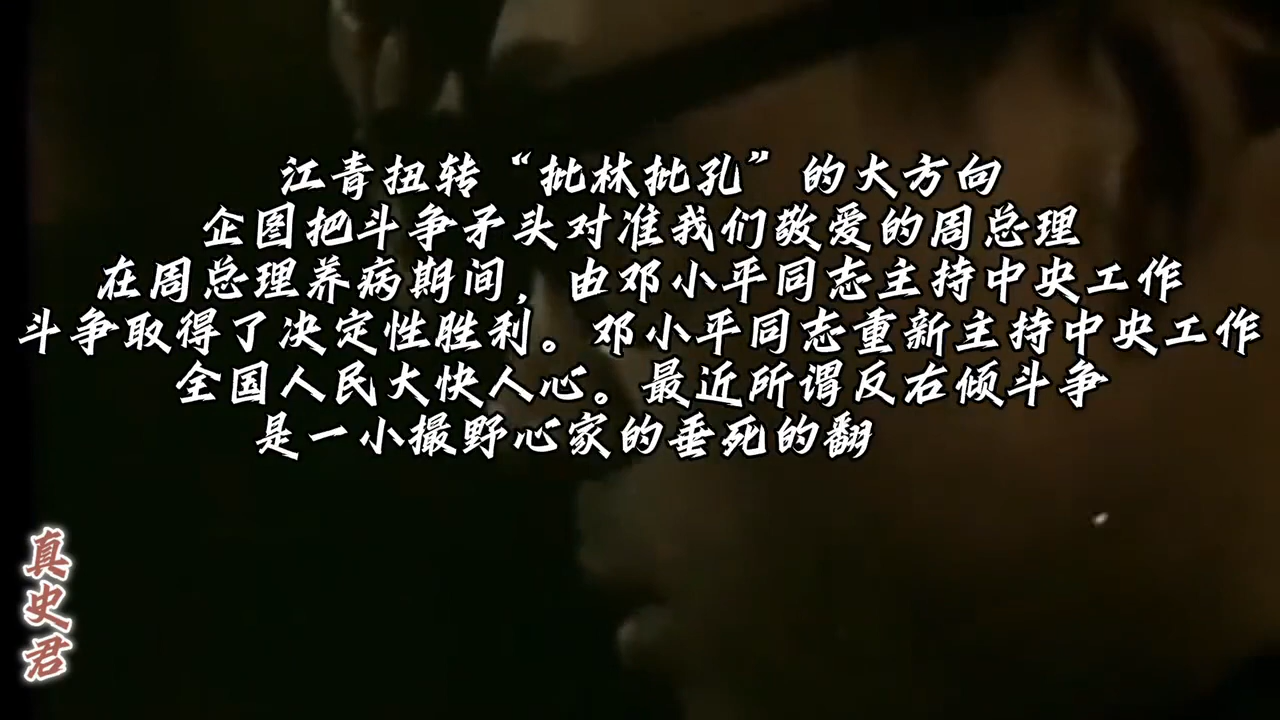 江青扭转“批林批孔”的大方向
企图把斗争矛头对准我们敬爱的周总理
在周总理养病期间，由邓小平同志主持中央工作
斗争取得了决定性胜利。邓小平同志重新主持中央工作
全国人民大快人心。最近所谓反右倾斗争
是一小撮野心家的垂死的翻
真史君